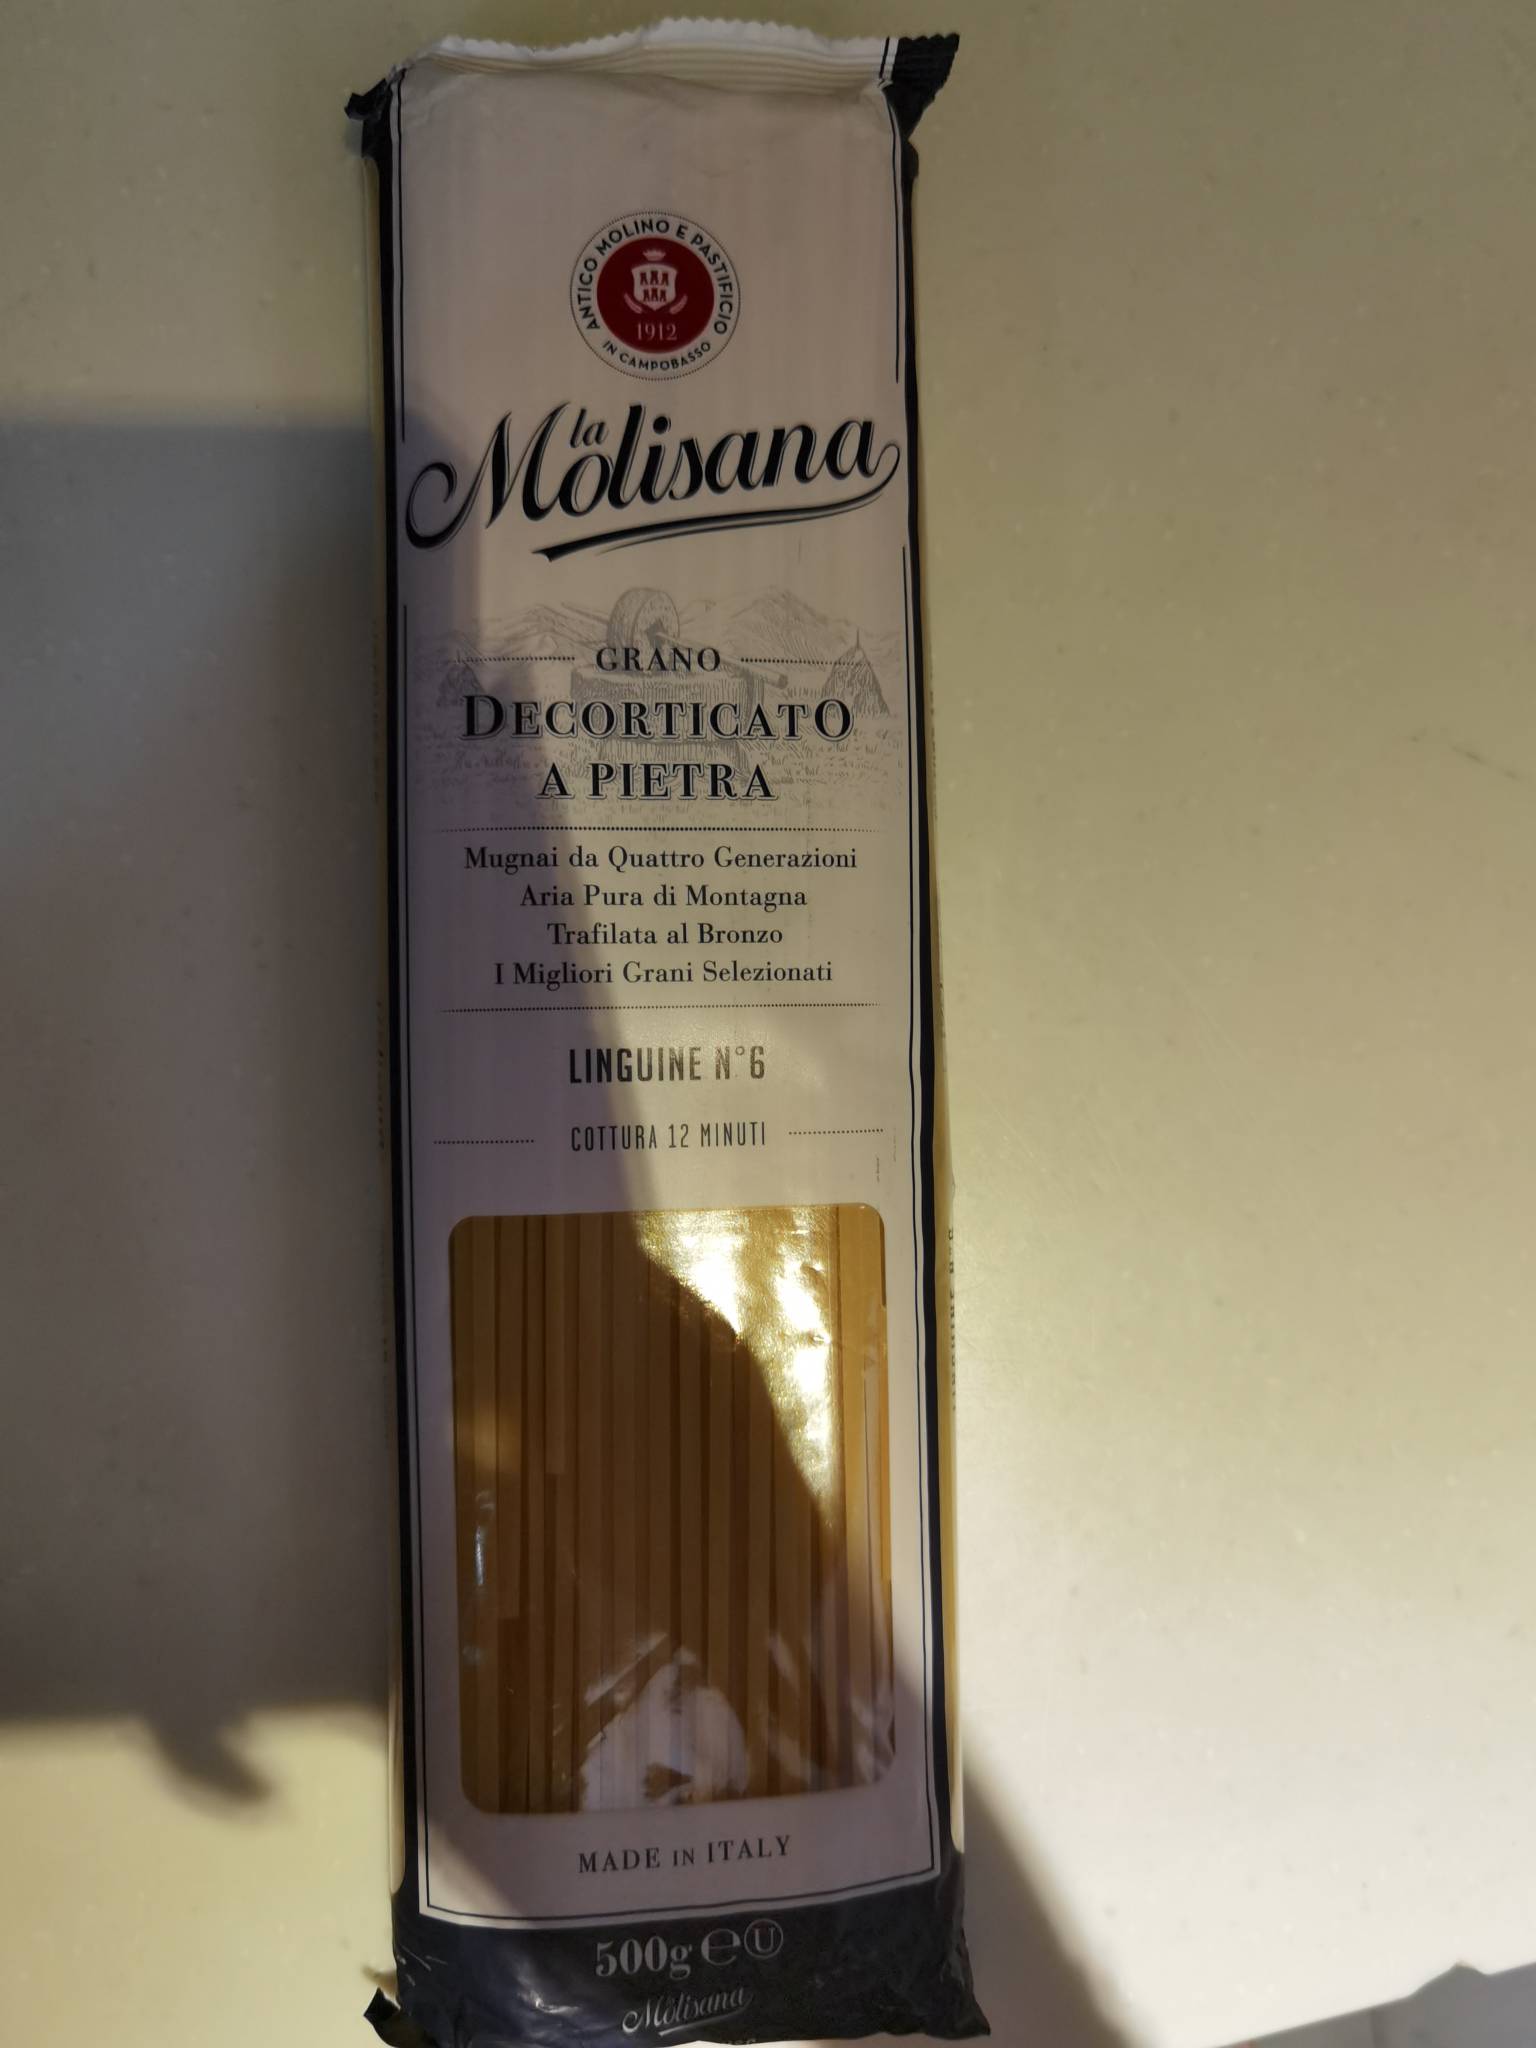 ANTICO MOLINO E PASTIFICIO
1912
IN CAMPOBASSO
la Molisana
GRANO
DECORTICATO
A PIETRA
Mugnai da Quattro Generazioni
Aria Pura di Montagna
Trafilata al Bronzo
I Migliori Grani Selezionati
LINGUINE N°6
COTTURA 12 MINUTI
MADE IN ITALY
500g ℮ U
la Molisana